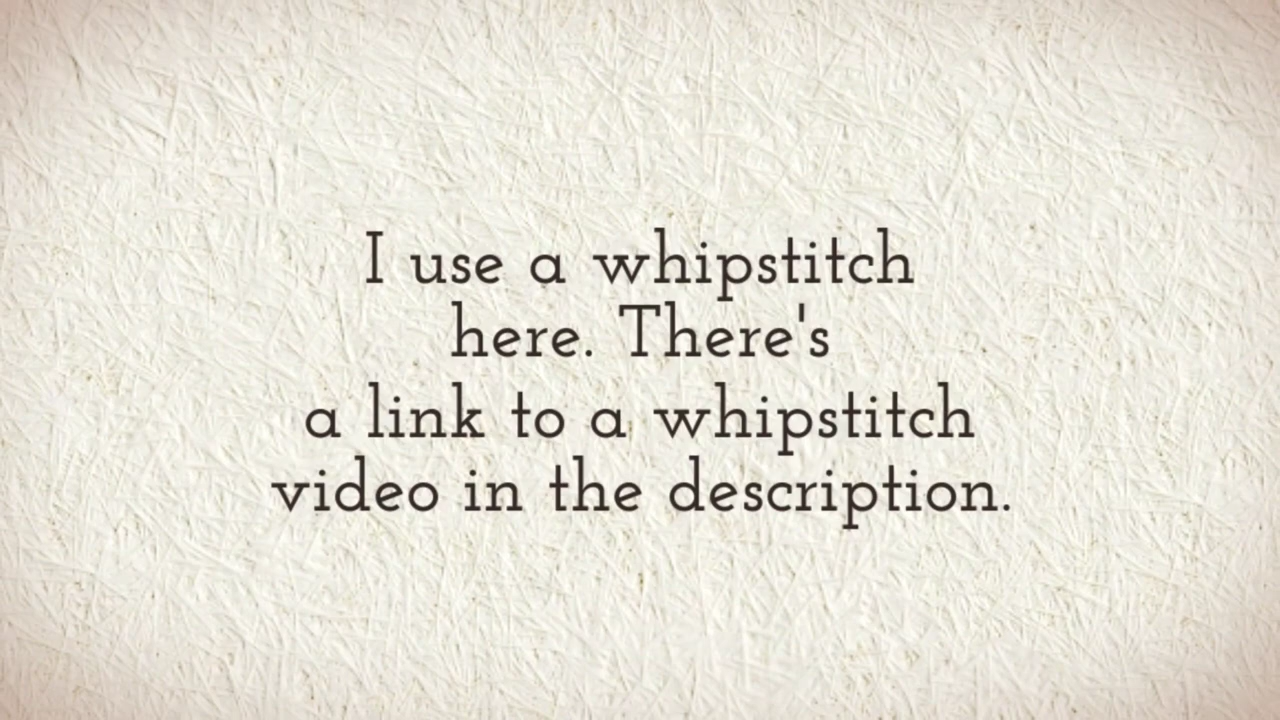 I use a whipstitch
here. There's
a link to a whipstitch
video in the description.